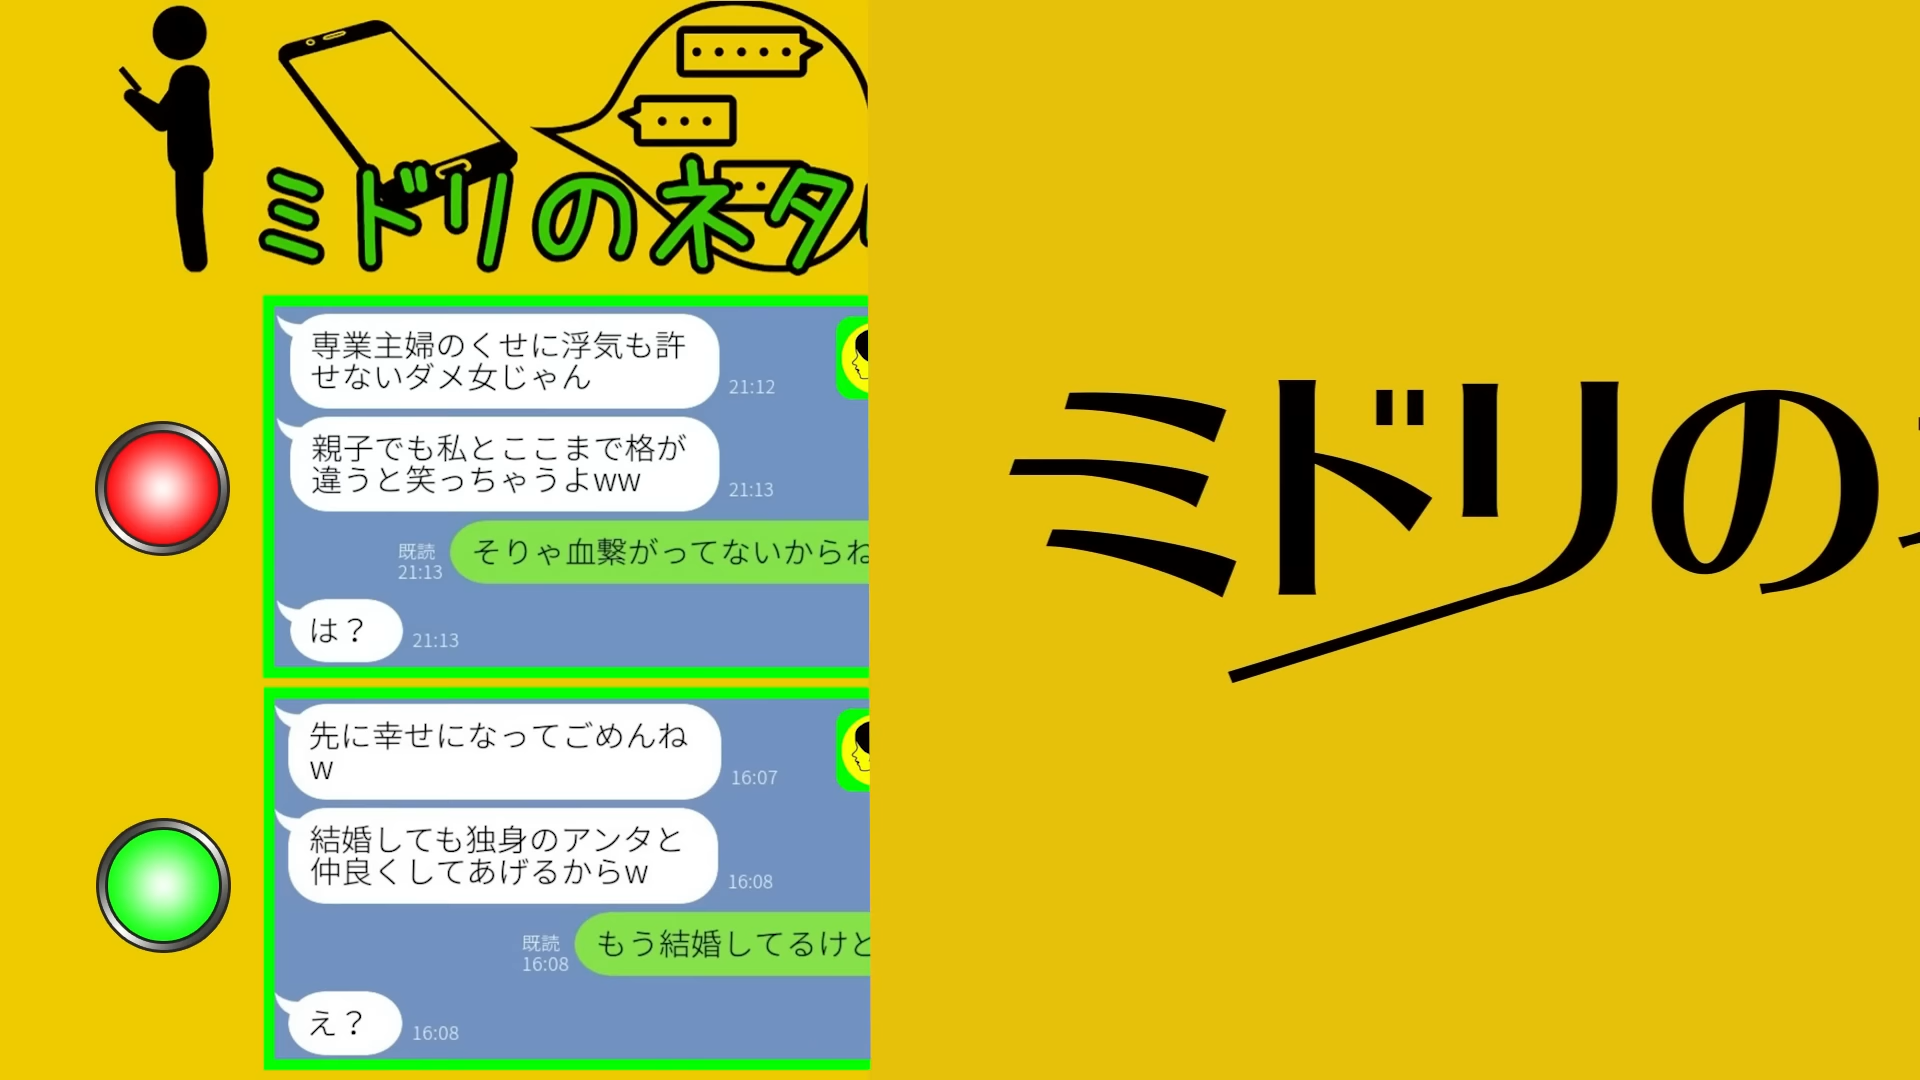 ミドリのネタ
専業主婦のくせに浮気も許
せないダメ女じゃん
21:12
親子でも私とここまで格が
違うと笑っちゃうよww
21:13
既読
21:13
そりゃ血繋がってないからね
は？
21:13
先に幸せになってごめんね
w
16:07
結婚しても独身のアンタと
仲良くしてあげるからw
16:08
既読
16:08
もう結婚してるけど
え？
16:08
ミドリの